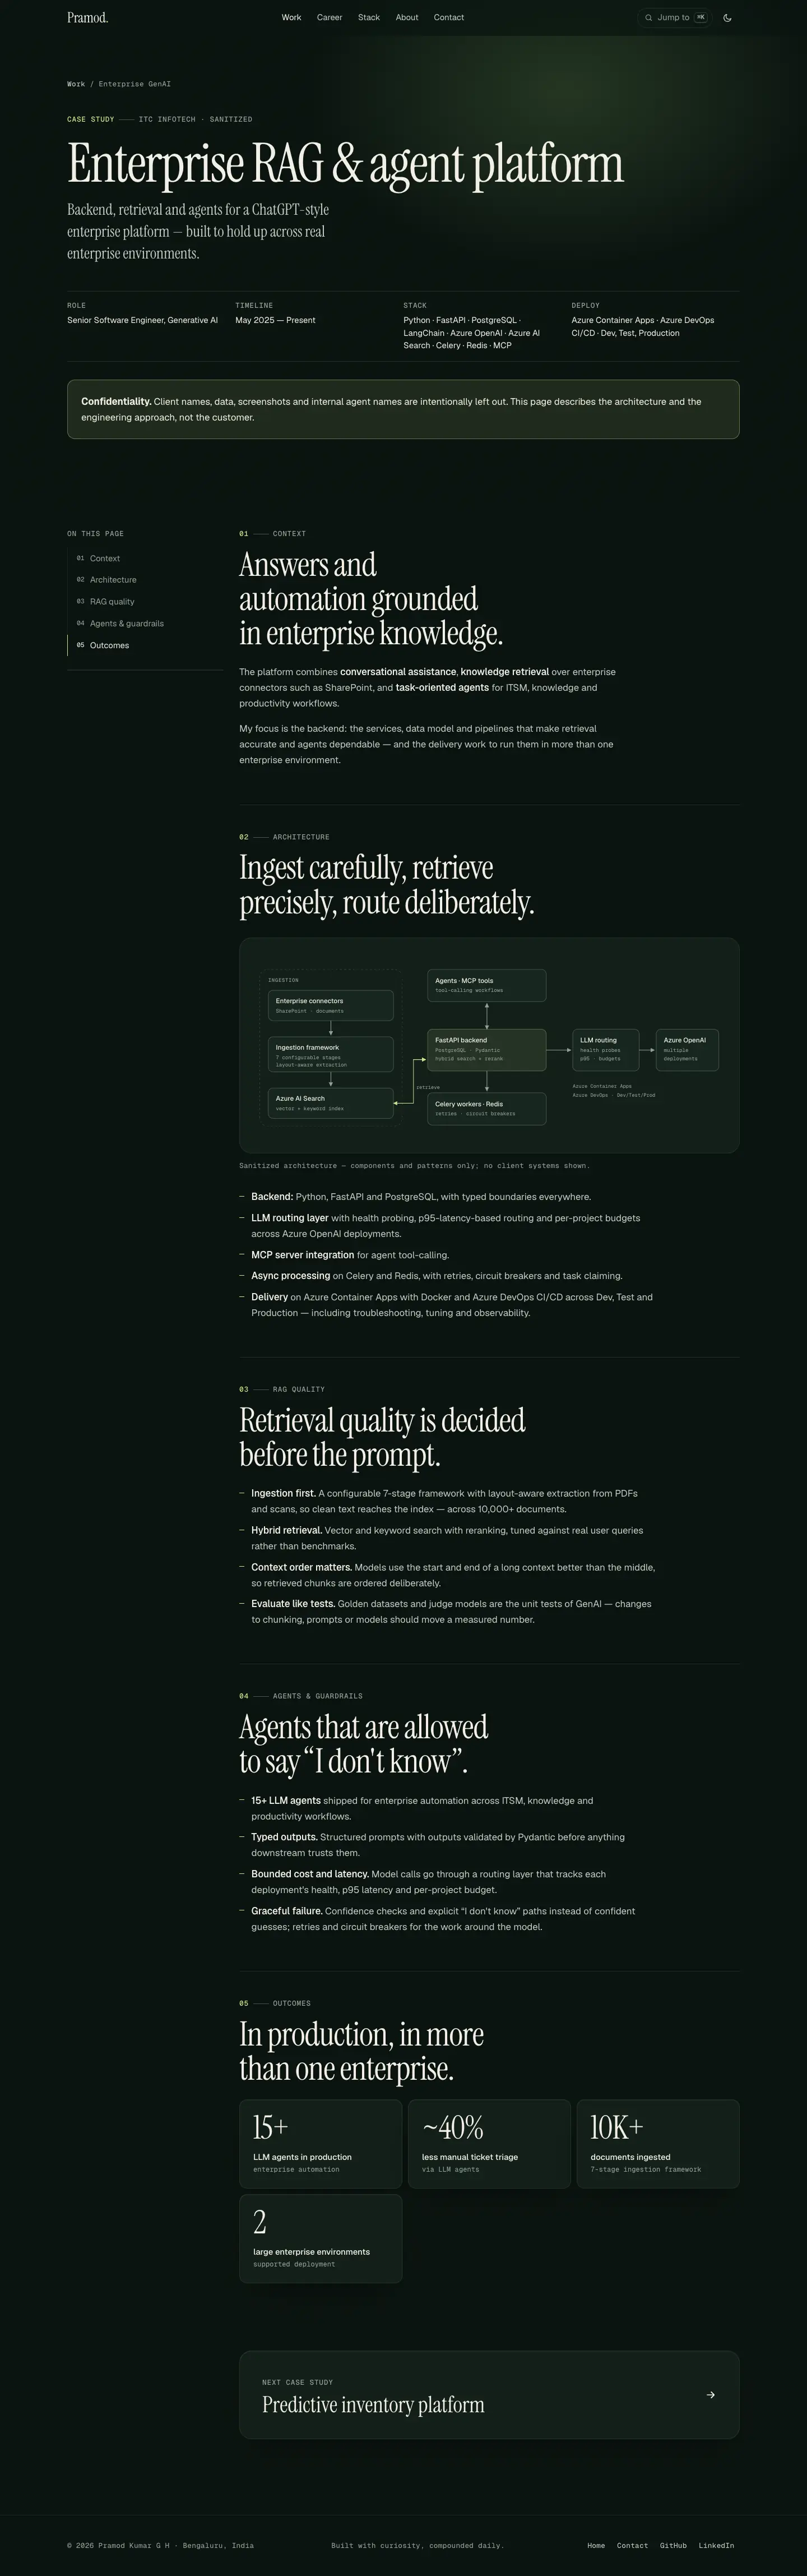 Pramod.
Work Career Stack About Contact
Jump to ⌘K
Work / Enterprise GenAI
CASE STUDY ITC INFOTECH · SANITIZED
Enterprise RAG & agent platform
Backend, retrieval and agents for a ChatGPT-style
enterprise platform — built to hold up across real
enterprise environments.
ROLE
Senior Software Engineer, Generative AI
TIMELINE
May 2025 — Present
STACK
Python · FastAPI · PostgreSQL ·
LangChain · Azure OpenAI · Azure AI
Search · Celery · Redis · MCP
DEPLOY
Azure Container Apps · Azure DevOps
CI/CD · Dev, Test, Production
Confidentiality. Client names, data, screenshots and internal agent names are intentionally left out. This page describes the architecture and the
engineering approach, not the customer.
ON THIS PAGE
01 Context
02 Architecture
03 RAG quality
04 Agents & guardrails
05 Outcomes
01 CONTEXT
Answers and
automation grounded
in enterprise knowledge.
The platform combines conversational assistance, knowledge retrieval over enterprise
connectors such as SharePoint, and task-oriented agents for ITSM, knowledge and
productivity workflows.
My focus is the backend: the services, data model and pipelines that make retrieval
accurate and agents dependable — and the delivery work to run them in more than one
enterprise environment.
02 ARCHITECTURE
Ingest carefully, retrieve
precisely, route deliberately.
INGESTION
Enterprise connectors
SharePoint · documents
Ingestion framework
7 configurable stages
layout-aware extraction
Azure AI Search
vector + keyword index
retrieve
Agents · MCP tools
tool-calling workflows
FastAPI backend
PostgreSQL · Pydantic
hybrid search + rerank
Celery workers · Redis
retries · circuit breakers
LLM routing
health probes
p95 · budgets
Azure OpenAI
multiple
deployments
Azure Container Apps
Azure DevOps · Dev/Test/Prod
Sanitized architecture — components and patterns only; no client systems shown.
— Backend: Python, FastAPI and PostgreSQL, with typed boundaries everywhere.
— LLM routing layer with health probing, p95-latency-based routing and per-project budgets
across Azure OpenAI deployments.
— MCP server integration for agent tool-calling.
— Async processing on Celery and Redis, with retries, circuit breakers and task claiming.
— Delivery on Azure Container Apps with Docker and Azure DevOps CI/CD across Dev, Test and
Production — including troubleshooting, tuning and observability.
03 RAG QUALITY
Retrieval quality is decided
before the prompt.
— Ingestion first. A configurable 7-stage framework with layout-aware extraction from PDFs
and scans, so clean text reaches the index — across 10,000+ documents.
— Hybrid retrieval. Vector and keyword search with reranking, tuned against real user queries
rather than benchmarks.
— Context order matters. Models use the start and end of a long context better than the middle,
so retrieved chunks are ordered deliberately.
— Evaluate like tests. Golden datasets and judge models are the unit tests of GenAI — changes
to chunking, prompts or models should move a measured number.
04 AGENTS & GUARDRAILS
Agents that are allowed
to say “I don't know”.
— 15+ LLM agents shipped for enterprise automation across ITSM, knowledge and
productivity workflows.
— Typed outputs. Structured prompts with outputs validated by Pydantic before anything
downstream trusts them.
— Bounded cost and latency. Model calls go through a routing layer that tracks each
deployment's health, p95 latency and per-project budget.
— Graceful failure. Confidence checks and explicit “I don't know” paths instead of confident
guesses; retries and circuit breakers for the work around the model.
05 OUTCOMES
In production, in more
than one enterprise.
15+
LLM agents in production
enterprise automation
~40%
less manual ticket triage
via LLM agents
10K+
documents ingested
7-stage ingestion framework
2
large enterprise environments
supported deployment
NEXT CASE STUDY
Predictive inventory platform →
© 2026 Pramod Kumar G H · Bengaluru, India
Built with curiosity, compounded daily.
Home Contact GitHub LinkedIn